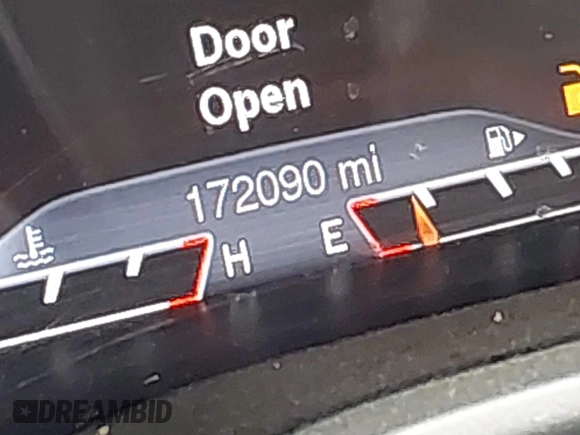 Door
Open
172090 mi
H
E
DREAMBID